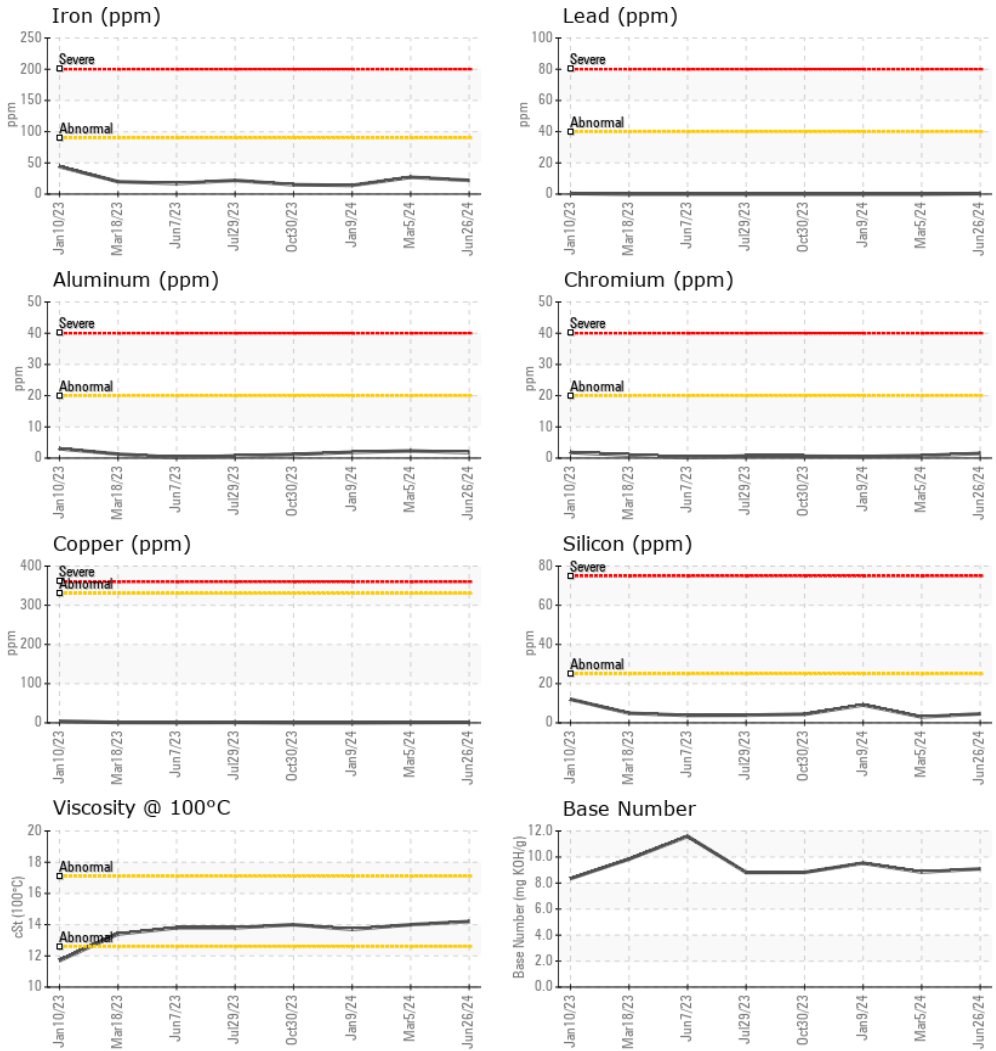 Iron (ppm)
250
200
150
100
50
0
ppm
Severe
Abnormal
Jan10/23
Mar18/23
Jun7/23
Jul29/23
Oct30/23
Jan9/24
Mar5/24
Jun26/24
Lead (ppm)
100
80
60
40
20
0
ppm
Severe
Abnormal
Jan10/23
Mar18/23
Jun7/23
Jul29/23
Oct30/23
Jan9/24
Mar5/24
Jun26/24
Aluminum (ppm)
50
40
30
20
10
0
ppm
Severe
Abnormal
Jan10/23
Mar18/23
Jun7/23
Jul29/23
Oct30/23
Jan9/24
Mar5/24
Jun26/24
Chromium (ppm)
50
40
30
20
10
0
ppm
Severe
Abnormal
Jan10/23
Mar18/23
Jun7/23
Jul29/23
Oct30/23
Jan9/24
Mar5/24
Jun26/24
Copper (ppm)
400
300
200
100
0
ppm
Severe
Abnormal
Jan10/23
Mar18/23
Jun7/23
Jul29/23
Oct30/23
Jan9/24
Mar5/24
Jun26/24
Silicon (ppm)
80
60
40
20
0
ppm
Severe
Abnormal
Jan10/23
Mar18/23
Jun7/23
Jul29/23
Oct30/23
Jan9/24
Mar5/24
Jun26/24
Viscosity @ 100°C
20
18
16
14
12
10
cSt (100°C)
Abnormal
Abnormal
Jan10/23
Mar18/23
Jun7/23
Jul29/23
Oct30/23
Jan9/24
Mar5/24
Jun26/24
Base Number
12.0
10.0
8.0
6.0
4.0
2.0
0.0
Base Number (mg KOH/g)
Jan10/23
Mar18/23
Jun7/23
Jul29/23
Oct30/23
Jan9/24
Mar5/24
Jun26/24